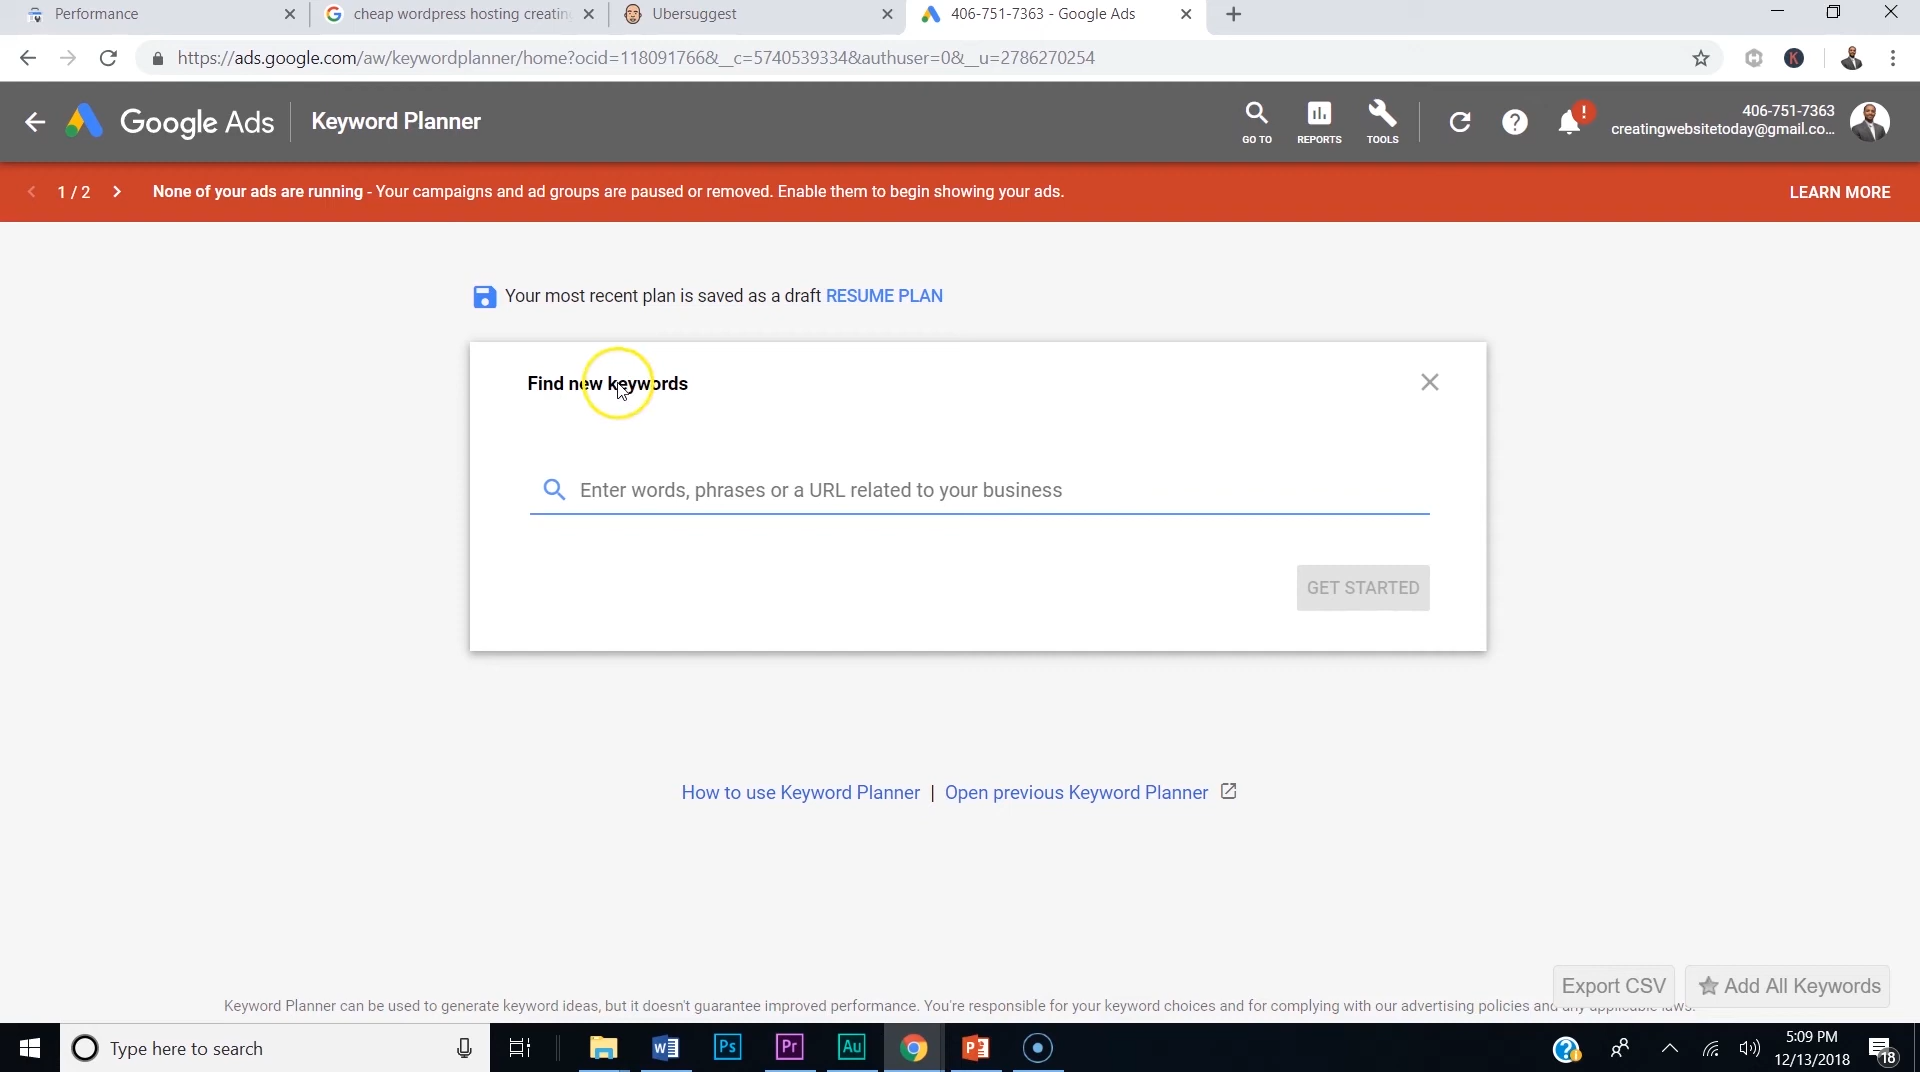 Performance
cheap wordpress hosting creatin
Ubersuggest
406-751-7363 - Google Ads
https://ads.google.com/aw/keywordplanner/home?ocid=118091766&__c=5740539334&authuser=0&__u=2786270254
K
Google Ads
Keyword Planner
GO TO
REPORTS
TOOLS
?
!
406-751-7363
creatingwebsitetoday@gmail.co...
1 / 2
None of your ads are running - Your campaigns and ad groups are paused or removed. Enable them to begin showing your ads.
LEARN MORE
Your most recent plan is saved as a draft RESUME PLAN
Find new keywords
Enter words, phrases or a URL related to your business
GET STARTED
How to use Keyword Planner | Open previous Keyword Planner
Export CSV
Add All Keywords
Keyword Planner can be used to generate keyword ideas, but it doesn't guarantee improved performance. You're responsible for your keyword choices and for complying with our advertising policies and any applicable laws.
Type here to search
Ps
Pr
Au
5:09 PM
12/13/2018
18